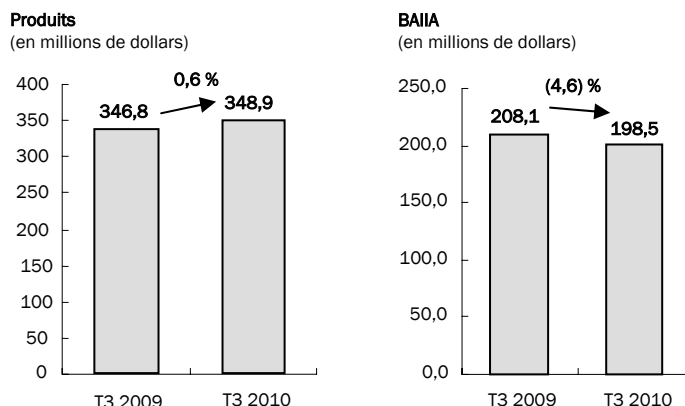 Produits
(en millions de dollars)
0,6 %
400
350
300
250
200
150
100
50
0
346,8
348,9
T3 2009
T3 2010
BAIIA
(en millions de dollars)
(4,6) %
250,0
200,0
150,0
100,0
50,0
0,0
208,1
198,5
T3 2009
T3 2010